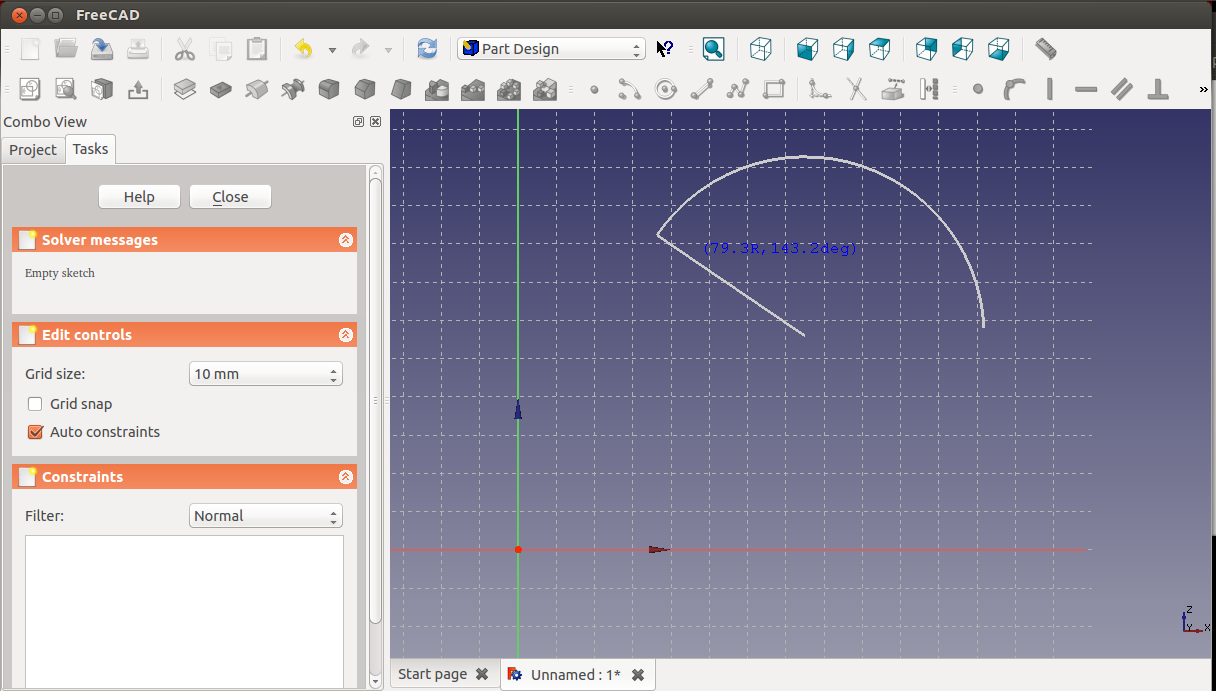 FreeCAD
Part Design
Combo View
Project
Tasks
Help
Close
Solver messages
Empty sketch
Edit controls
Grid size:
10 mm
Grid snap
Auto constraints
Constraints
Filter:
Normal
(79.3R,143.2deg)
Z
Y
X
Start page
Unnamed : 1*